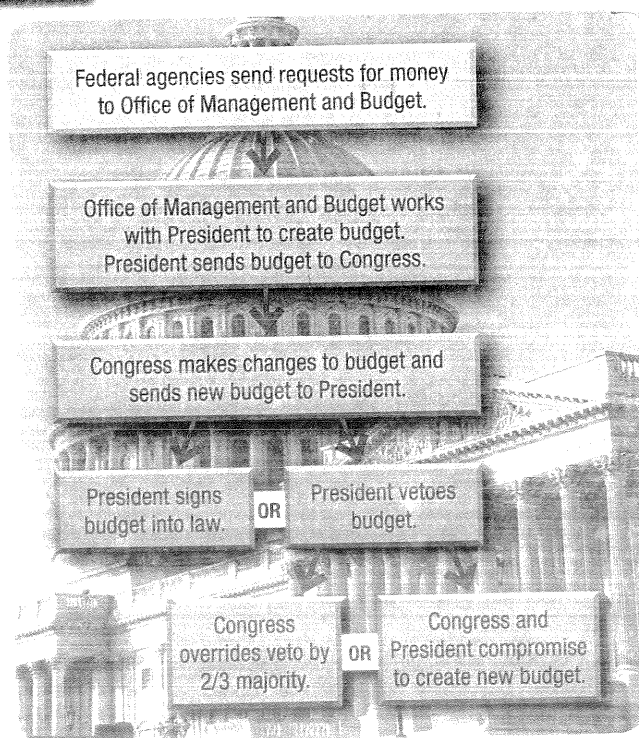 Federal agencies send requests for money
to Office of Management and Budget.
Office of Management and Budget works
with President to create budget.
President sends budget to Congress.
Congress makes changes to budget and
sends new budget to President.
President signs
budget into law.
OR
President vetoes
budget.
Congress
overrides veto by
2/3 majority.
OR
Congress and
President compromise
to create new budget.